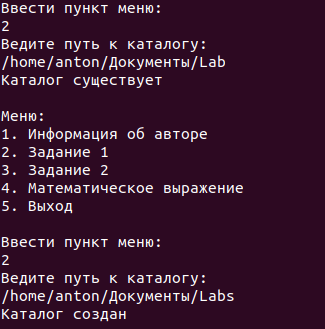 Ввести пункт меню:
2
Ведите путь к каталогу:
/home/anton/Документы/Lab
Каталог существует
Меню:
1. Информация об авторе
2. Задание 1
3. Задание 2
4. Математическое выражение
5. Выход
Ввести пункт меню:
2
Ведите путь к каталогу:
/home/anton/Документы/Labs
Каталог создан